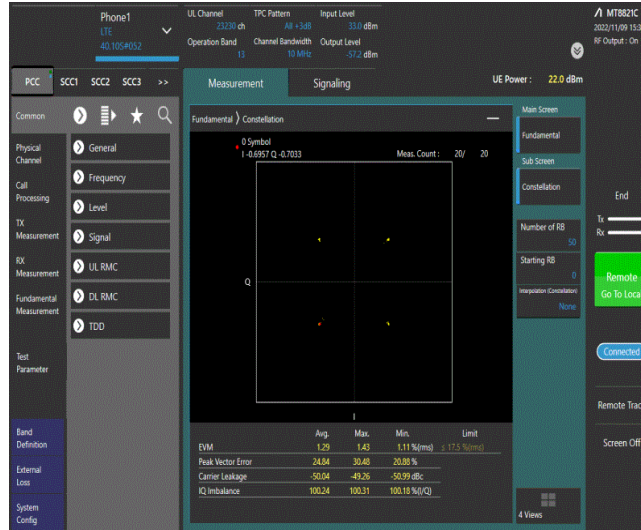 Phone1
LTE
40.10S#052
UL Channel
23230 ch
TPC Pattern
All +3dB
Input Level
33.0 dBm
Operation Band
13
Channel Bandwidth
10 MHz
Output Level
-57.2 dBm
MT8821C
2022/11/09 15:3
RF Output : On
PCC SCC1 SCC2 SCC3 >>
Measurement
Signaling
UE Power : 22.0 dBm
Common
Physical
Channel
Call
Processing
TX
Measurement
RX
Measurement
Fundamental
Measurement
Test
Parameter
Band
Definition
External
Loss
System
Config
General
Frequency
Level
Signal
UL RMC
DL RMC
TDD
Fundamental 〉 Constellation
0 Symbol
I -0.6957 Q -0.7033
Meas. Count : 20/ 20
Q
I
Avg. Max. Min. Limit
EVM 1.29 1.43 1.11 %(rms) ≤ 17.5 %(rms)
Peak Vector Error 24.84 30.48 20.88 %
Carrier Leakage -50.04 -49.26 -50.99 dBc
IQ Imbalance 100.24 100.31 100.18 %(I/Q)
Main Screen
Fundamental
Sub Screen
Constellation
Number of RB
50
Starting RB
0
Interpolation (Constellation)
None
4 Views
End
Tx
Rx
Remote
Go To Loca
Connected
Remote Trac
Screen Off